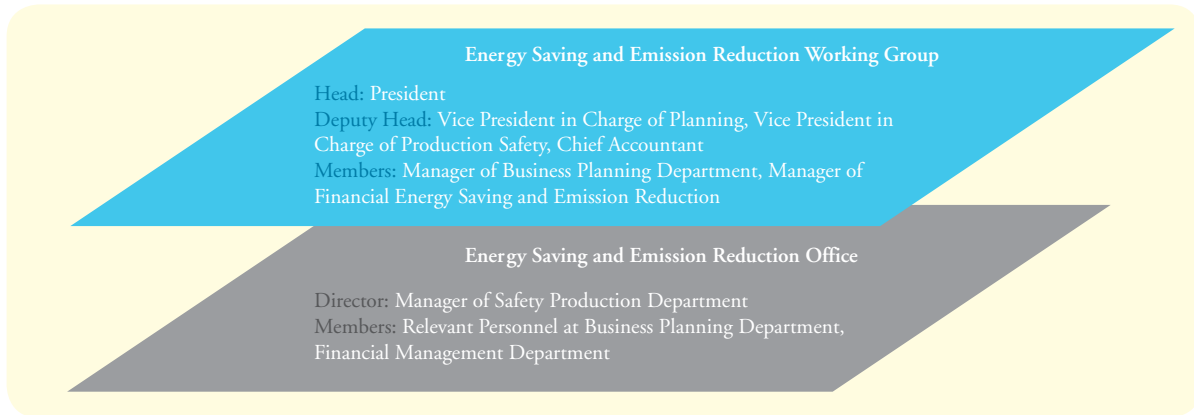 Energy Saving and Emission Reduction Working Group
Head: President
Deputy Head: Vice President in Charge of Planning, Vice President in
Charge of Production Safety, Chief Accountant
Members: Manager of Business Planning Department, Manager of
Financial Energy Saving and Emission Reduction
Energy Saving and Emission Reduction Office
Director: Manager of Safety Production Department
Members: Relevant Personnel at Business Planning Department,
Financial Management Department